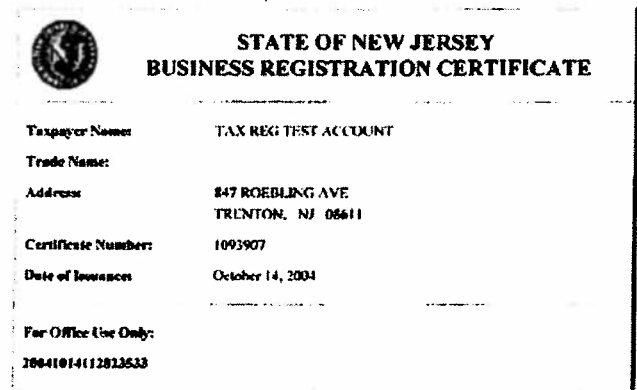 STATE OF NEW JERSEY
BUSINESS REGISTRATION CERTIFICATE
Taxpayer Name: TAX REG TEST ACCOUNT
Trade Name:
Address: 847 ROEBLING AVE
TRENTON, NJ 08611
Certificate Number: 1093907
Date of Issuance: October 14, 2004
For Office Use Only:
20041014112823533